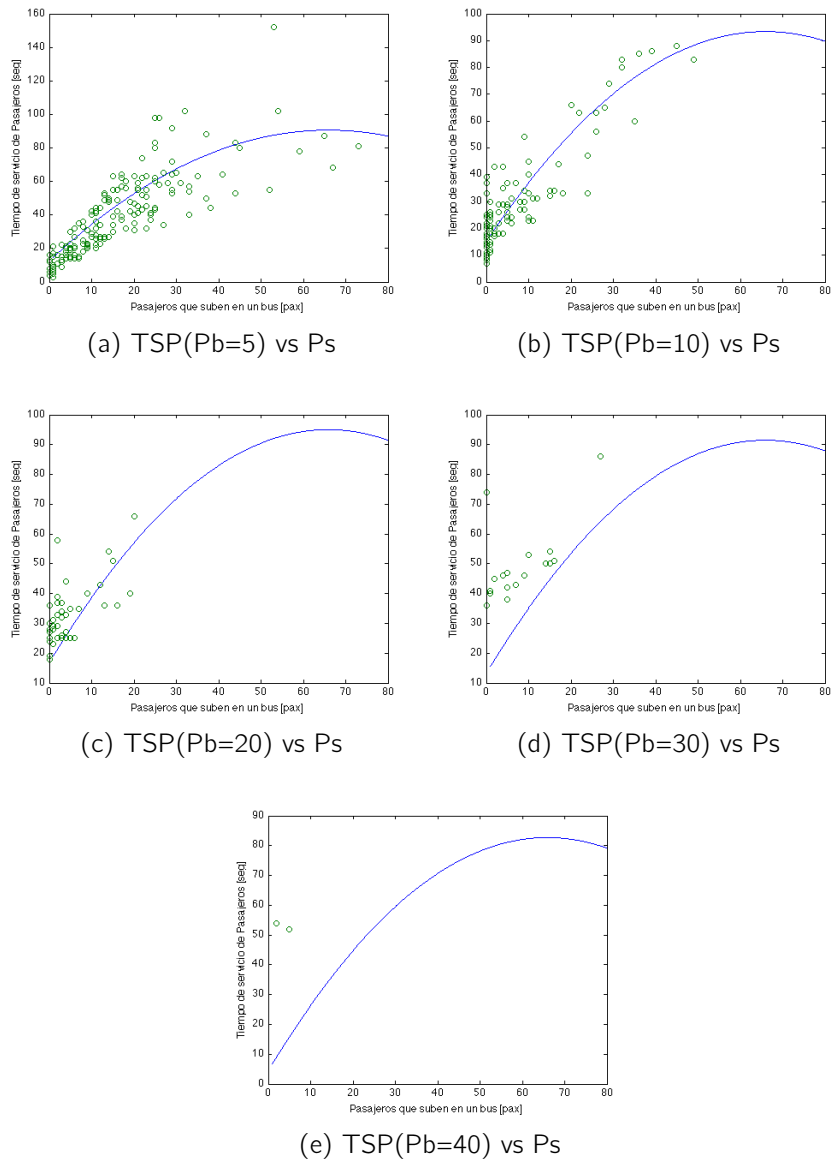 160
140
120
100
80
60
40
20
0
0 10 20 30 40 50 60 70 80
Tiempo de servicio de Pasajeros [seg]
Pasajeros que suben en un bus [pax]
(a) TSP(Pb=5) vs Ps
100
90
80
70
60
50
40
30
20
10
0
0 10 20 30 40 50 60 70 80
Tiempo de servicio de Pasajeros [seg]
Pasajeros que suben en un bus [pax]
(b) TSP(Pb=10) vs Ps
100
90
80
70
60
50
40
30
20
10
0 10 20 30 40 50 60 70 80
Tiempo de servicio de Pasajeros [seg]
Pasajeros que suben en un bus [pax]
(c) TSP(Pb=20) vs Ps
100
90
80
70
60
50
40
30
20
10
0 10 20 30 40 50 60 70 80
Tiempo de servicio de Pasajeros [seg]
Pasajeros que suben en un bus [pax]
(d) TSP(Pb=30) vs Ps
90
80
70
60
50
40
30
20
10
0
0 10 20 30 40 50 60 70 80
Tiempo de servicio de Pasajeros [seg]
Pasajeros que suben en un bus [pax]
(e) TSP(Pb=40) vs Ps